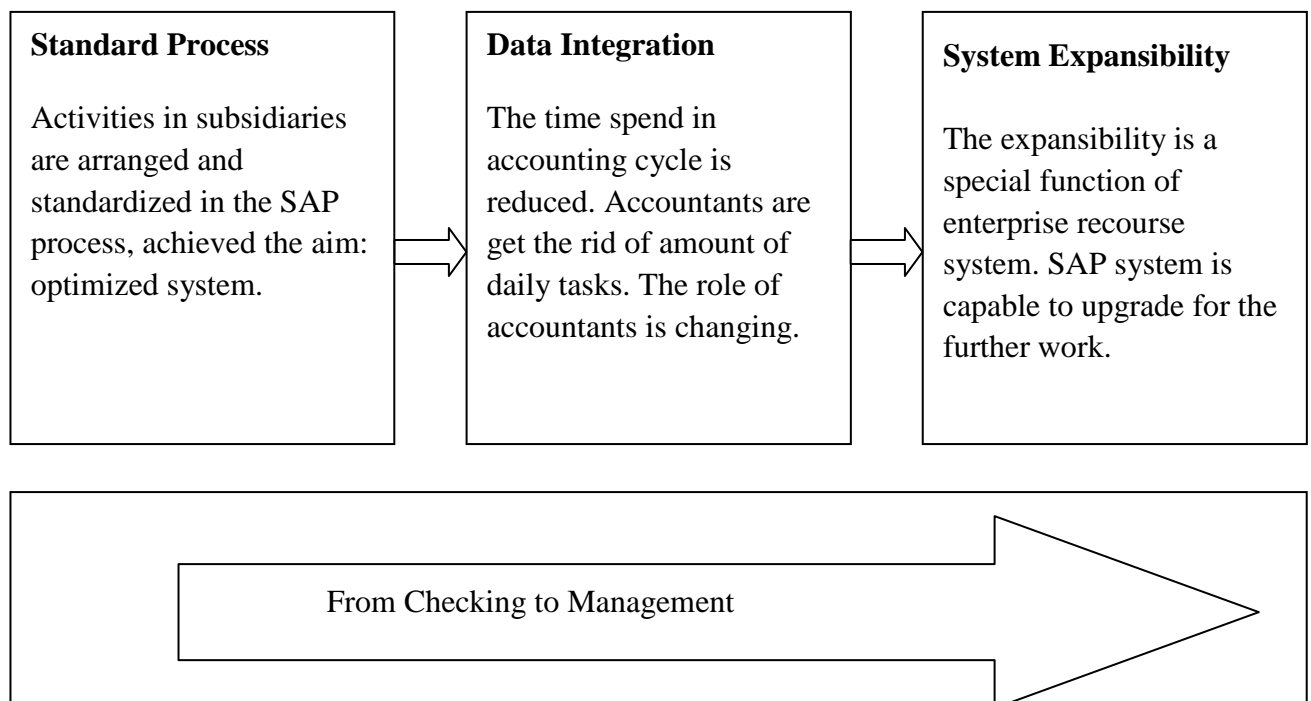 Standard Process
Activities in subsidiaries
are arranged and
standardized in the SAP
process, achieved the aim:
optimized system.
Data Integration
The time spend in
accounting cycle is
reduced. Accountants are
get the rid of amount of
daily tasks. The role of
accountants is changing.
System Expansibility
The expansibility is a
special function of
enterprise recourse
system. SAP system is
capable to upgrade for the
further work.
From Checking to Management